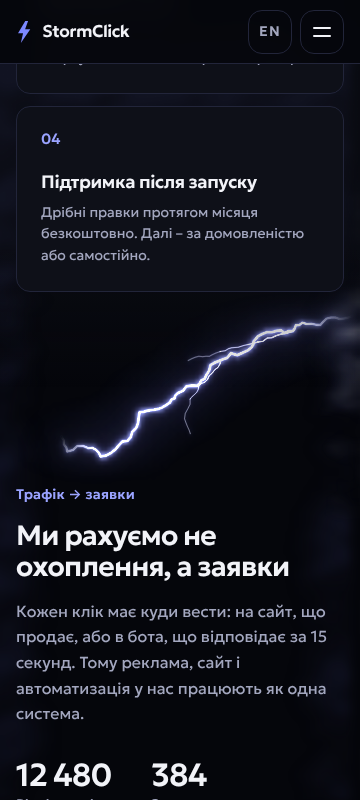 StormClick
EN
04
Підтримка після запуску
Дрібні правки протягом місяця
безкоштовно. Далі – за домовленістю
або самостійно.
Трафік → заявки
Ми рахуємо не
охоплення, а заявки
Кожен клік має куди вести: на сайт, що
продає, або в бота, що відповідає за 15
секунд. Тому реклама, сайт і
автоматизація у нас працюють як одна
система.
12 480 384